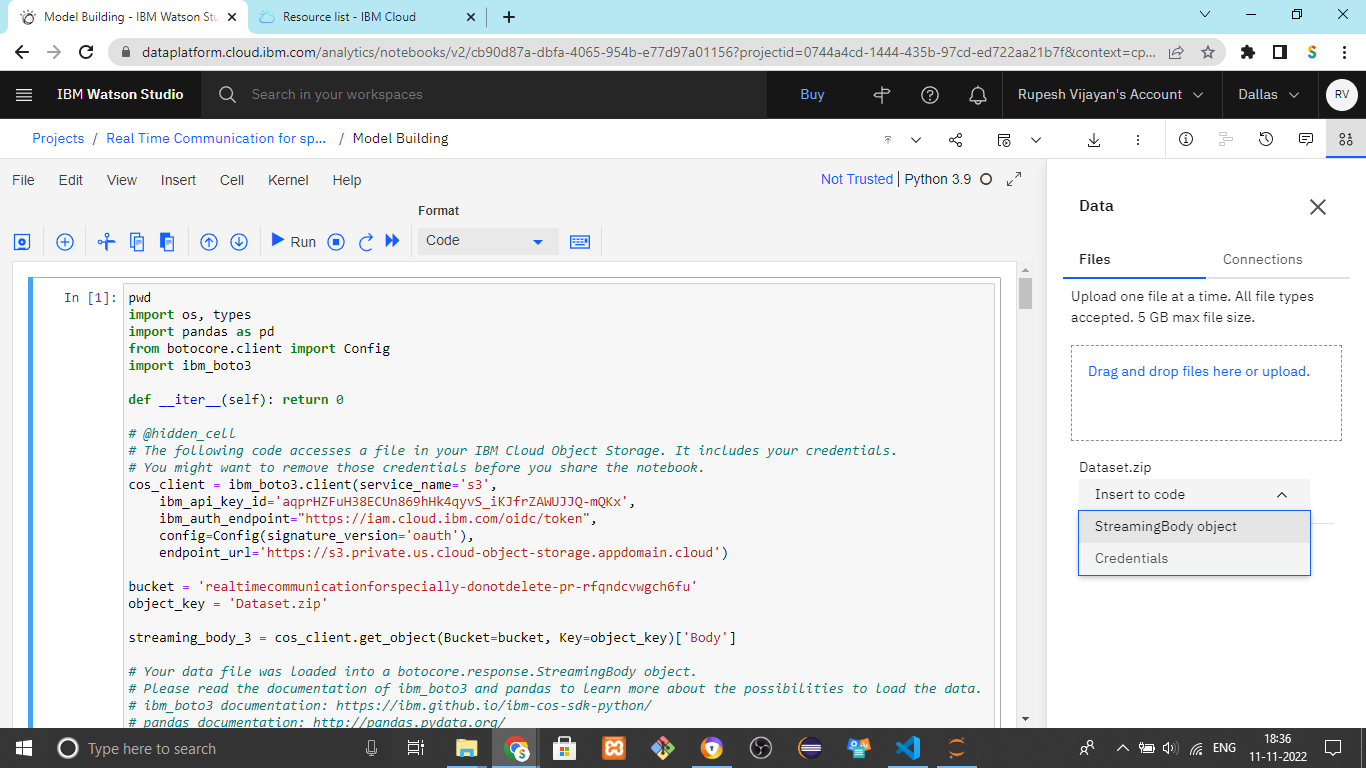 Model Building - IBM Watson Stu
Resource list - IBM Cloud
dataplatform.cloud.ibm.com/analytics/notebooks/v2/cb90d87a-dbfa-4065-954b-e77d97a01156?projectid=0744a4cd-1444-435b-97cd-ed722aa21b7f&context=cp...
IBM Watson Studio
Search in your workspaces
Buy
Rupesh Vijayan's Account
Dallas
RV
Projects / Real Time Communication for sp... / Model Building
File Edit View Insert Cell Kernel Help
Not Trusted Python 3.9
Format
Run
Code
In [1]:
pwd
import os, types
import pandas as pd
from botocore.client import Config
import ibm_boto3
def __iter__(self): return 0
# @hidden_cell
# The following code accesses a file in your IBM Cloud Object Storage. It includes your credentials.
# You might want to remove those credentials before you share the notebook.
cos_client = ibm_boto3.client(service_name='s3',
ibm_api_key_id='aqprHZFuH38ECUn869hHk4qyvS_iKJfrZAWUJJQ-mQKx',
ibm_auth_endpoint="https://iam.cloud.ibm.com/oidc/token",
config=Config(signature_version='oauth'),
endpoint_url='https://s3.private.us.cloud-object-storage.appdomain.cloud')
bucket = 'realtimecommunicationforspecially-donotdelete-pr-rfqndcvwgch6fu'
object_key = 'Dataset.zip'
streaming_body_3 = cos_client.get_object(Bucket=bucket, Key=object_key)['Body']
# Your data file was loaded into a botocore.response.StreamingBody object.
# Please read the documentation of ibm_boto3 and pandas to learn more about the possibilities to load the data.
# ibm_boto3 documentation: https://ibm.github.io/ibm-cos-sdk-python/
# pandas documentation: http://pandas.pydata.org/
Data
Files
Connections
Upload one file at a time. All file types
accepted. 5 GB max file size.
Drag and drop files here or upload.
Dataset.zip
Insert to code
StreamingBody object
Credentials
Type here to search
ENG
18:36
11-11-2022